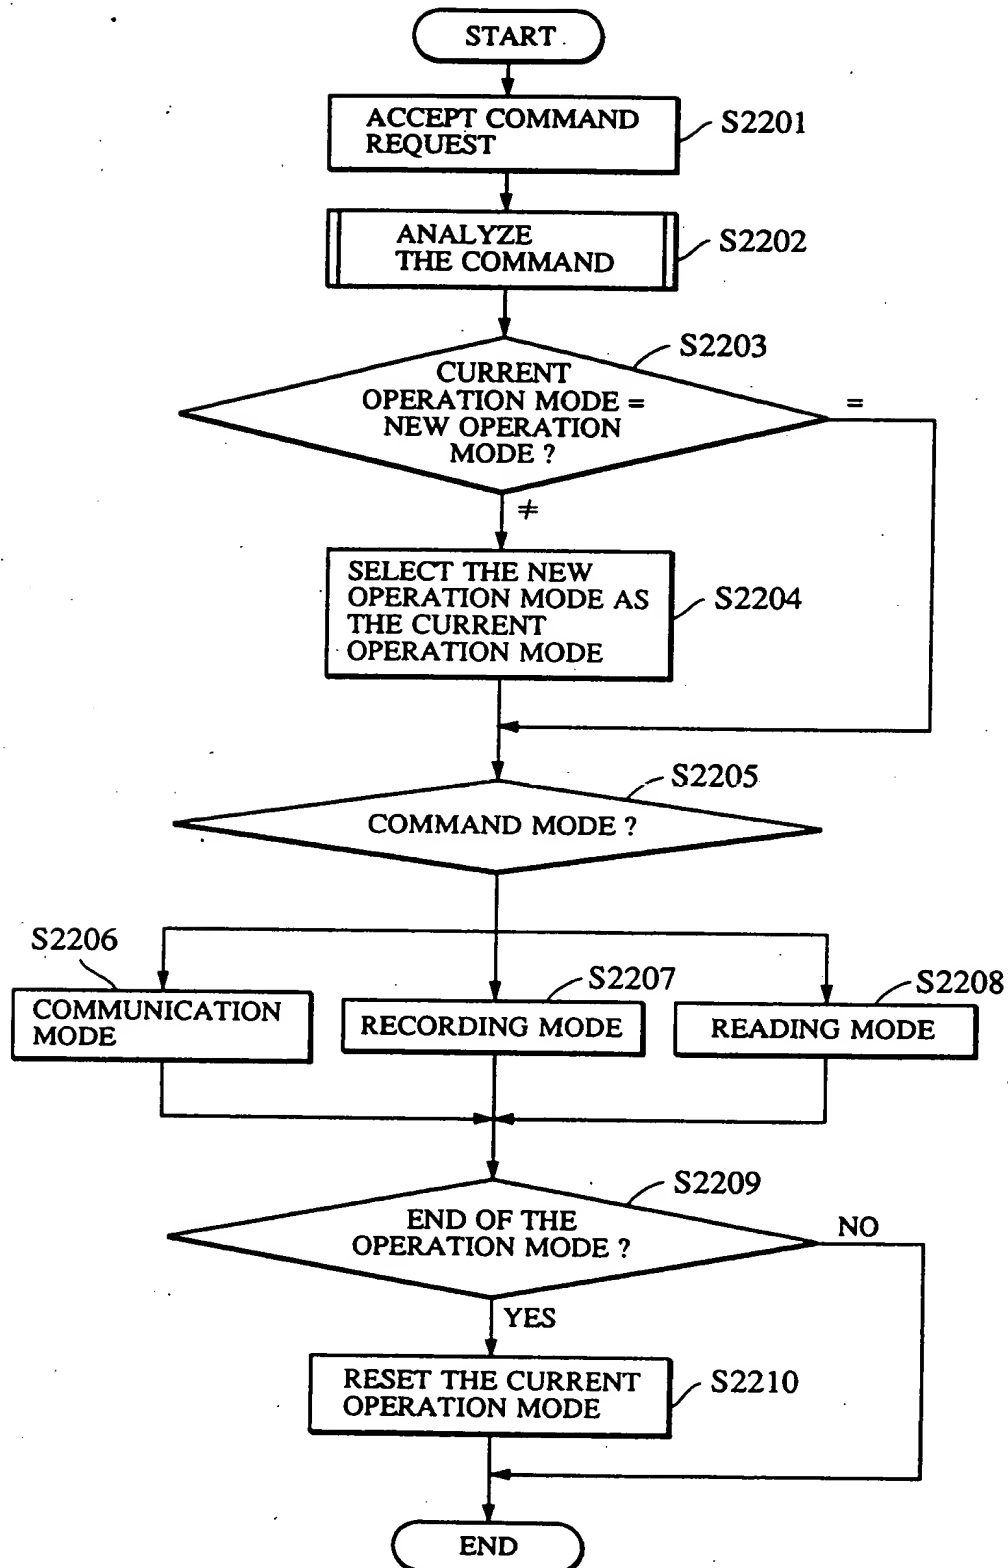 START
ACCEPT COMMAND
REQUEST
S2201
ANALYZE
THE COMMAND
S2202
S2203
CURRENT
OPERATION MODE =
NEW OPERATION
MODE ?
=
≠
SELECT THE NEW
OPERATION MODE AS
THE CURRENT
OPERATION MODE
S2204
S2205
COMMAND MODE ?
S2206
COMMUNICATION
MODE
S2207
RECORDING MODE
S2208
READING MODE
S2209
END OF THE
OPERATION MODE ?
NO
YES
RESET THE CURRENT
OPERATION MODE
S2210
END